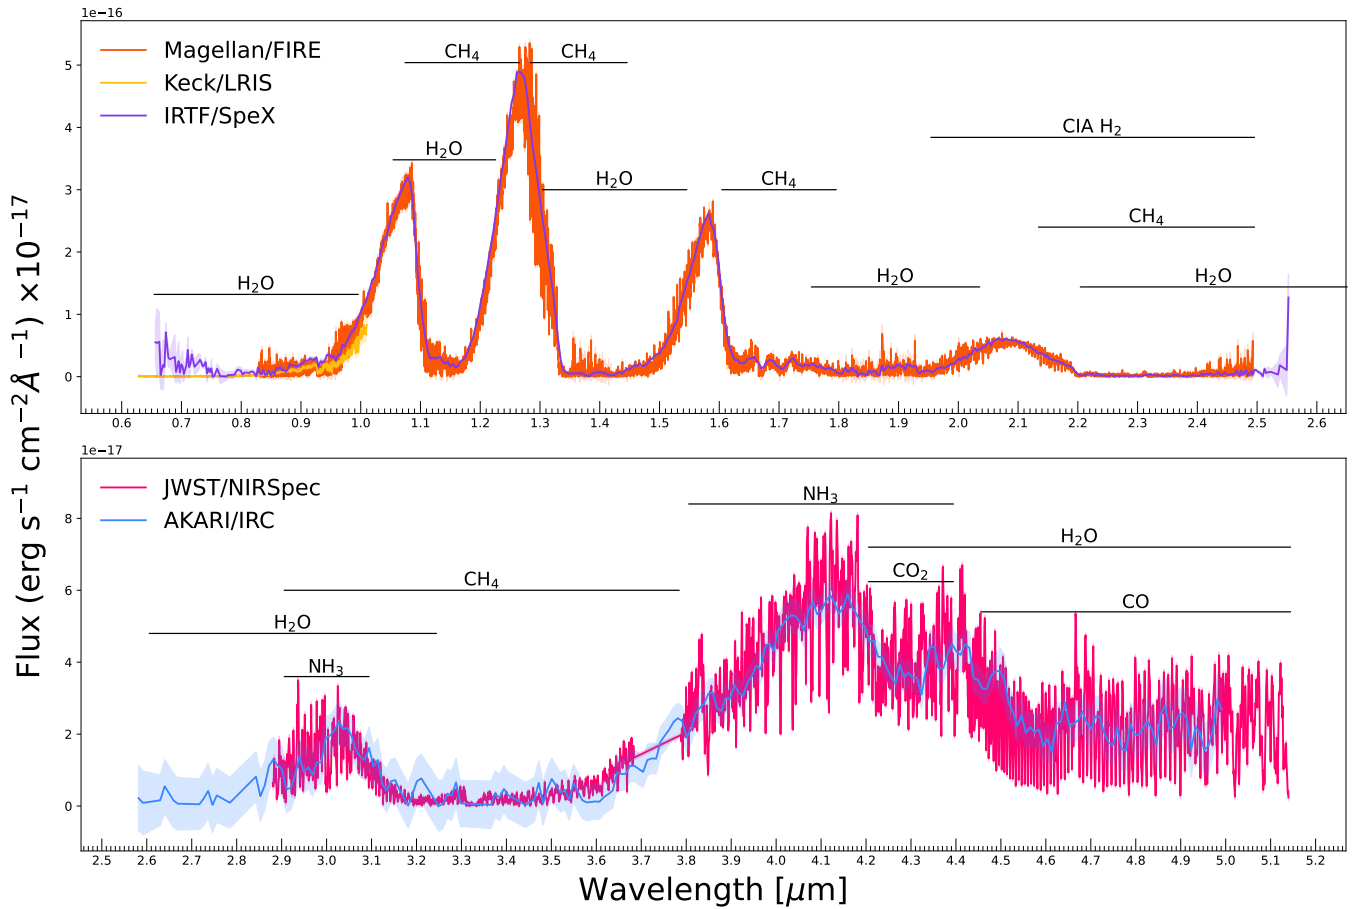 1e−16
Magellan/FIRE
Keck/LRIS
IRTF/SpeX
CH₄ CH₄
H₂O
CIA H₂
H₂O
CH₄
CH₄
H₂O
H₂O
H₂O
5
4
3
2
1
0
0.6 0.7 0.8 0.9 1.0 1.1 1.2 1.3 1.4 1.5 1.6 1.7 1.8 1.9 2.0 2.1 2.2 2.3 2.4 2.5 2.6
Flux (erg s⁻¹ cm⁻²Å ⁻¹) ×10⁻¹⁷
1e−17
JWST/NIRSpec
AKARI/IRC
NH₃
H₂O
CO₂
CH₄
CO
H₂O
NH₃
8
6
4
2
0
2.5 2.6 2.7 2.8 2.9 3.0 3.1 3.2 3.3 3.4 3.5 3.6 3.7 3.8 3.9 4.0 4.1 4.2 4.3 4.4 4.5 4.6 4.7 4.8 4.9 5.0 5.1 5.2
Wavelength [μm]